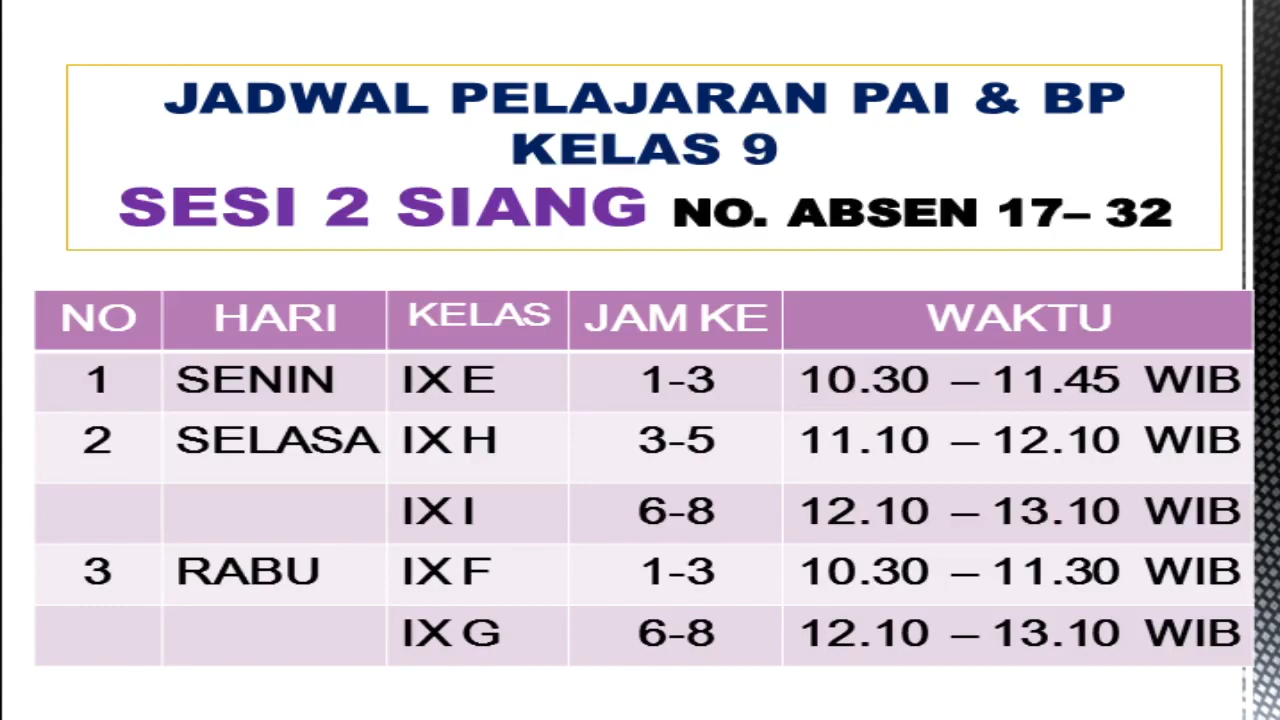 JADWAL PELAJARAN PAI & BP
KELAS 9
SESI 2 SIANG NO. ABSEN 17– 32
NO HARI KELAS JAM KE WAKTU
1 SENIN IX E 1-3 10.30 – 11.45 WIB
2 SELASA IX H 3-5 11.10 – 12.10 WIB
IX I 6-8 12.10 – 13.10 WIB
3 RABU IX F 1-3 10.30 – 11.30 WIB
IX G 6-8 12.10 – 13.10 WIB